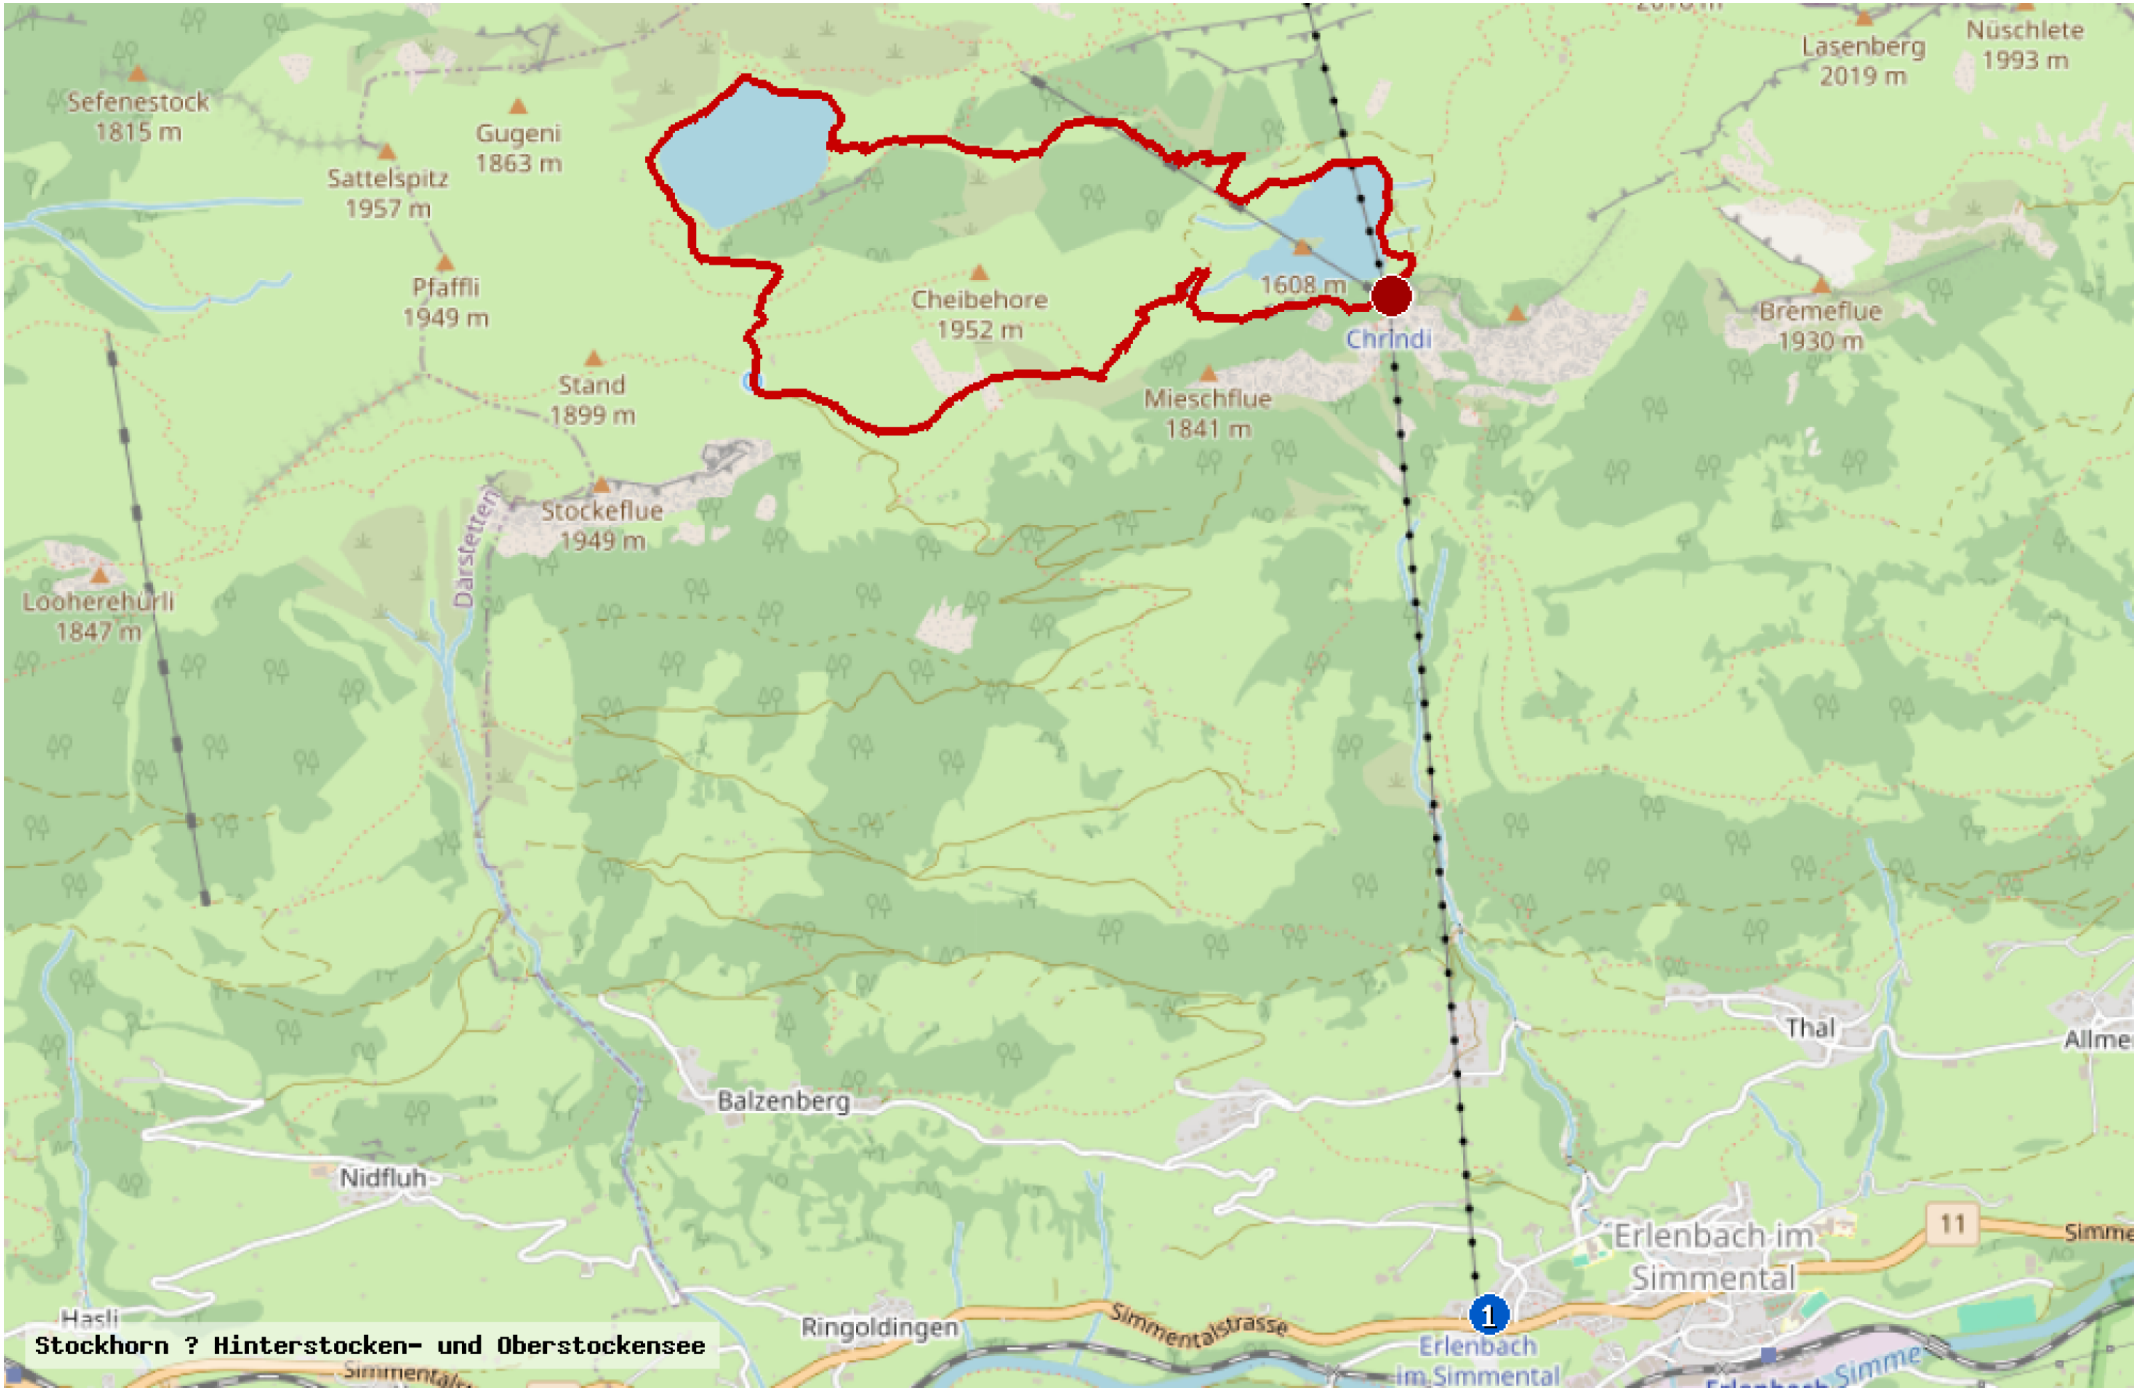 Lasenberg
2019 m
Nüschlete
1993 m
Sefenestock
1815 m
Gugeni
1863 m
Sattelspitz
1957 m
Pfaffli
1949 m
Cheibehore
1952 m
1608 m
Chrindi
Bremeflue
1930 m
Stand
1899 m
Mieschflue
1841 m
Stockeflue
1949 m
Därstetten
Looherehürli
1847 m
Thal
Allme
Balzenberg
Nidfluh
Erlenbach im
Simmental
11
Simme
1
Hasli
Ringoldingen
Simmentalstrasse
Erlenbach
im Simmental
Stockhorn ? Hinterstocken- und Oberstockensee
Simmentals
Erlenbach
Simme